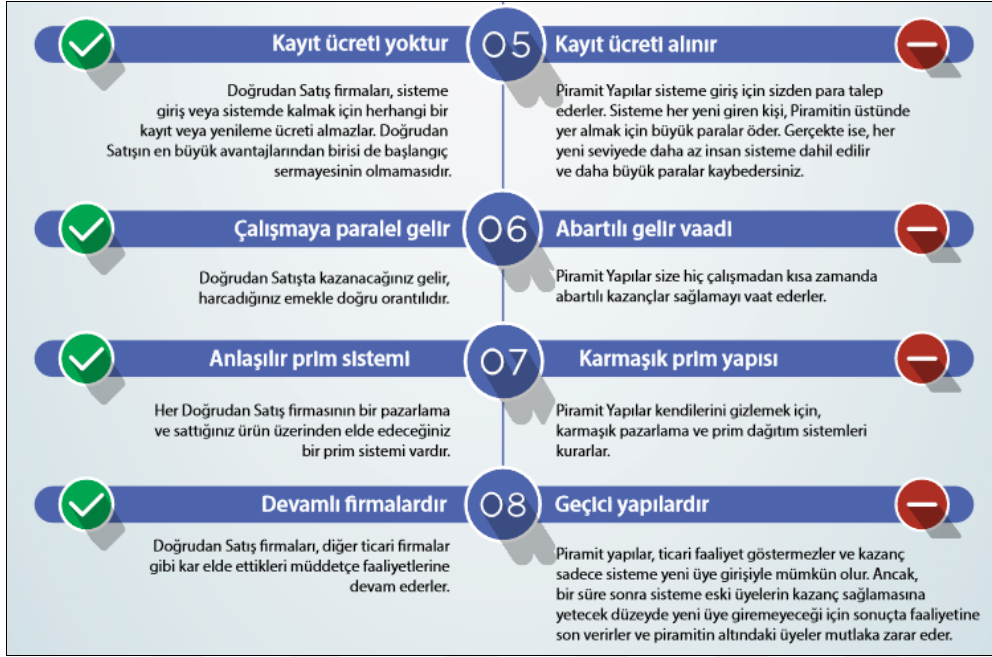 Kayıt ücreti yoktur
05
Kayıt ücreti alınır
Doğrudan Satış firmaları, sisteme
giriş veya sistemde kalmak için herhangi bir
kayıt veya yenileme ücreti almazlar. Doğrudan
Satışın en büyük avantajlarından birisi de başlangıç
sermayesinin olmamasıdır.
Piramit Yapılar sisteme giriş için sizden para talep
ederler. Sisteme her yeni giren kişi, Piramitin üstünde
yer almak için büyük paralar öder. Gerçekte ise, her
yeni seviyede daha az insan sisteme dahil edilir
ve daha büyük paralar kaybedersiniz.
Çalışmaya paralel gelir
06
Abartılı gelir vaadi
Doğrudan Satışta kazanacağınız gelir,
harcadığınız emekle doğru orantılıdır.
Piramit Yapılar size hiç çalışmadan kısa zamanda
abartılı kazançlar sağlamayı vaat ederler.
Anlaşılır prim sistemi
07
Karmaşık prim yapısı
Her Doğrudan Satış firmasının bir pazarlama
ve sattığınız ürün üzerinden elde edeceğiniz
bir prim sistemi vardır.
Piramit Yapılar kendilerini gizlemek için,
karmaşık pazarlama ve prim dağıtım sistemleri
kurarlar.
Devamlı firmalardır
08
Geçici yapılardır
Doğrudan Satış firmaları, diğer ticari firmalar
gibi kar elde ettikleri müddetçe faaliyetlerine
devam ederler.
Piramit yapılar, ticari faaliyet göstermezler ve kazanç
sadece sisteme yeni üye girişiyle mümkün olur. Ancak,
bir süre sonra sisteme eski üyelerin kazanç sağlamasına
yetecek düzeyde yeni üye giremeyeceği için sonuçta faaliyetine
son verirler ve piramitin altındaki üyeler mutlaka zarar eder.